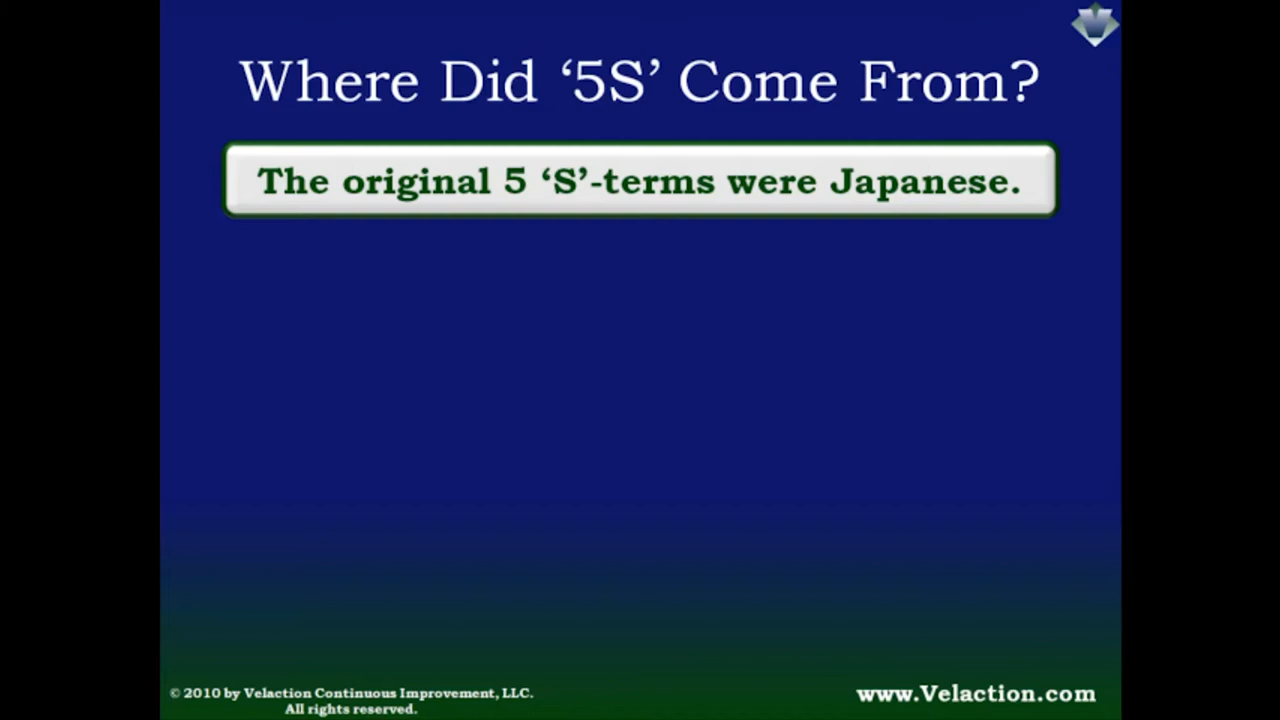 Where Did ‘5S’ Come From?
The original 5 ‘S’-terms were Japanese.
© 2010 by Velaction Continuous Improvement, LLC.
All rights reserved.
www.Velaction.com